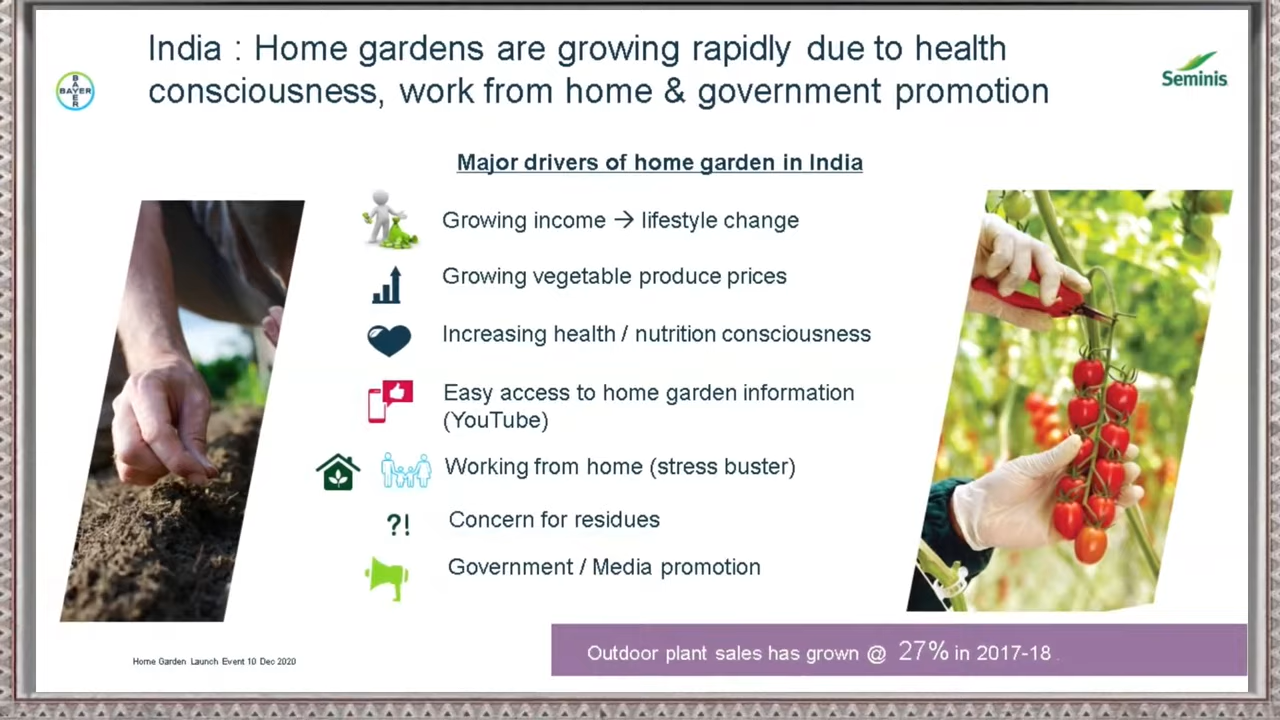 India : Home gardens are growing rapidly due to health
consciousness, work from home & government promotion
BAYER
BAYER
Seminis
Major drivers of home garden in India
Growing income → lifestyle change
Growing vegetable produce prices
Increasing health / nutrition consciousness
Easy access to home garden information
(YouTube)
Working from home (stress buster)
?! Concern for residues
Government / Media promotion
Home Garden Launch Event 10 Dec 2020
Outdoor plant sales has grown @ 27% in 2017-18 .